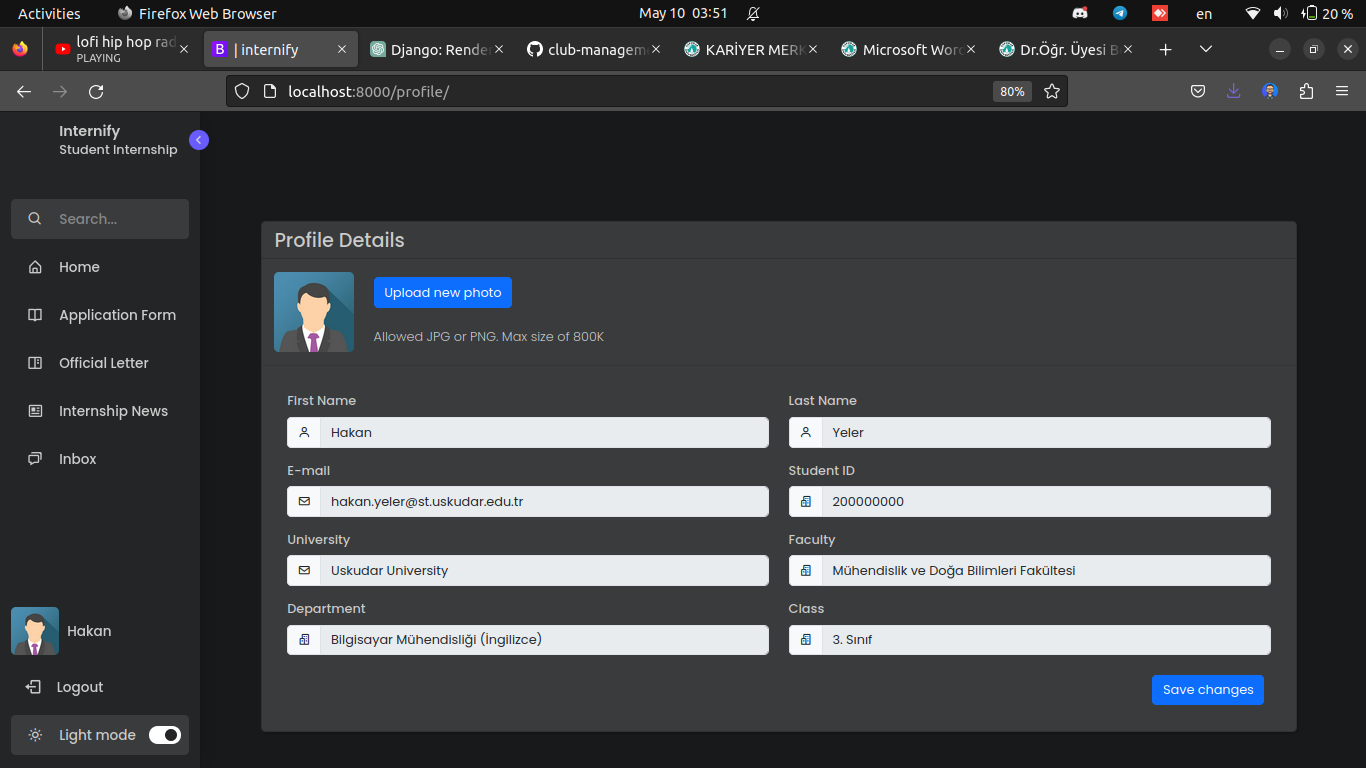 Activities Firefox Web Browser May 10 03:51 en 20 %
lofi hip hop rad
PLAYING
B | internify Django: Rende club-managem KARİYER MERK Microsoft Word Dr.Öğr. Üyesi B
localhost:8000/profile/ 80%
Internify
Student Internship
Search...
Home
Application Form
Official Letter
Internship News
Inbox
Hakan
Logout
Light mode
Profile Details
Upload new photo
Allowed JPG or PNG. Max size of 800K
First Name Last Name
Hakan Yeler
E-mail Student ID
hakan.yeler@st.uskudar.edu.tr 200000000
University Faculty
Uskudar University Mühendislik ve Doğa Bilimleri Fakültesi
Department Class
Bilgisayar Mühendisliği (İngilizce) 3. Sınıf
Save changes